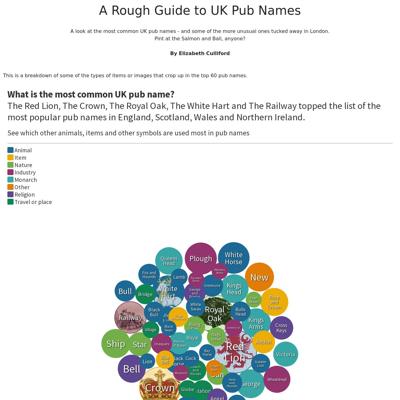 A Rough Guide to UK Pub Names
A look at the most common UK pub names - and some of the more unusual ones tucked away in London.
Pint at the Salmon and Ball, anyone?
By Elizabeth Culliford
This is a breakdown of some of the types of items or images that crop up in the top 60 pub names.
What is the most common UK pub name?
The Red Lion, The Crown, The Royal Oak, The White Hart and The Railway topped the list of the
most popular pub names in England, Scotland, Wales and Northern Ireland.
See which other animals, items and other symbols are used most in pub names
Animal
Item
Nature
Industry
Monarch
Other
Religion
Travel or place
Plough
White
Horse
Queens
Head
New
Fox and
Hounds
Lamb
Bull
Bridge
White
Hart
Kings
Head
Railway
Black
Bull
Royal
Oak
Kings
Arms
Cross
Keys
Ship
Star
Red
Lion
Victoria
Bell
Lion
Cock
Crown
Globe
George
Wheatsheaf